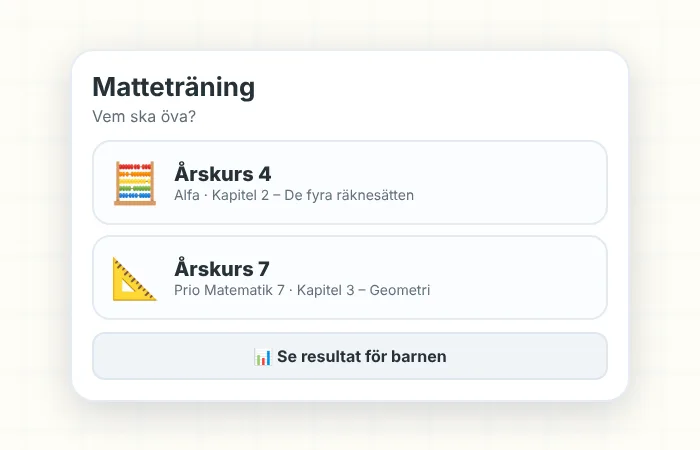 Matteträning
Vem ska öva?
Årskurs 4
Alfa · Kapitel 2 – De fyra räknesätten
Årskurs 7
Prio Matematik 7 · Kapitel 3 – Geometri
Se resultat för barnen